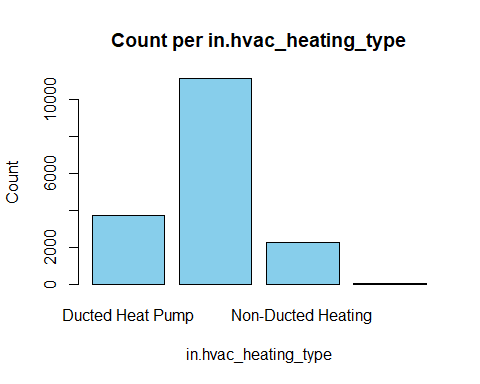 Count per in.hvac_heating_type
Count
10000
6000
2000
0
Ducted Heat Pump
Non-Ducted Heating
in.hvac_heating_type